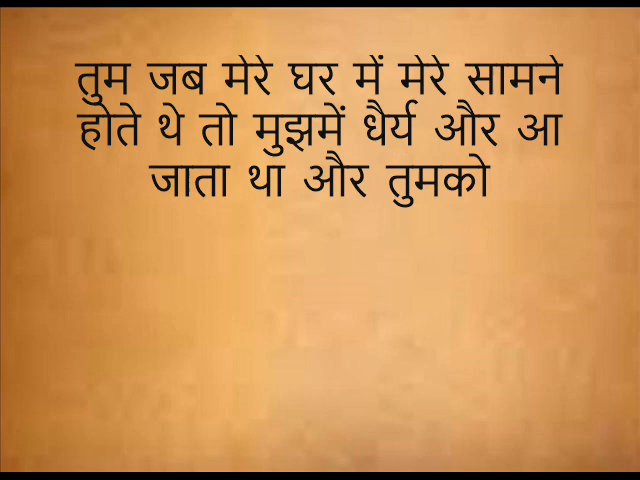 तुम जब मेरे घर में मेरे सामने
होते थे तो मुझमें धैर्य और आ
जाता था और तुमको